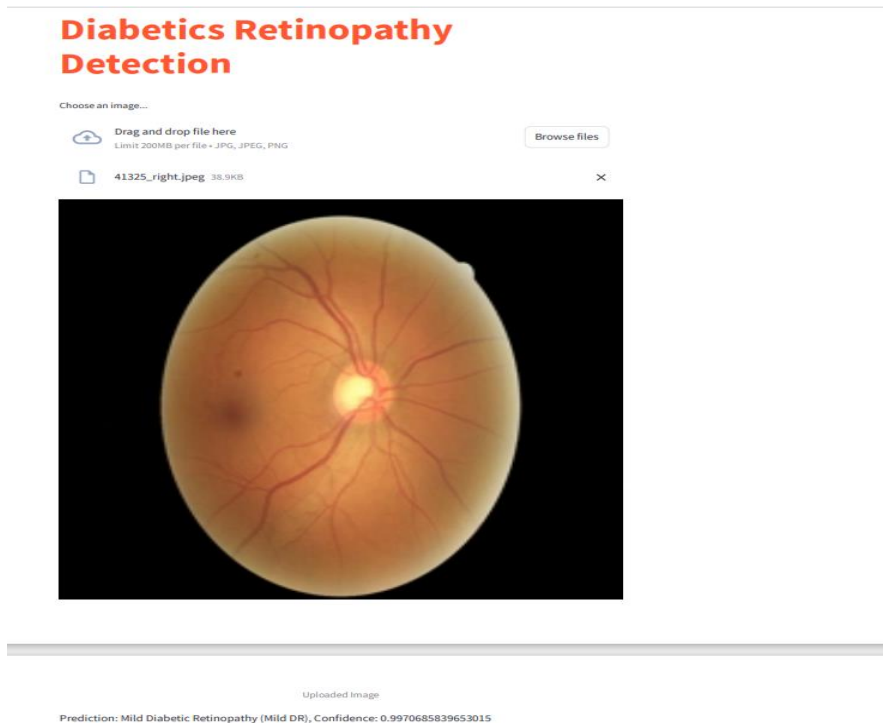 Diabetics Retinopathy
Detection
Choose an image...
Drag and drop file here
Limit 200MB per file • JPG, JPEG, PNG
Browse files
41325_right.jpeg 38.9KB
Uploaded Image
Prediction: Mild Diabetic Retinopathy (Mild DR), Confidence: 0.9970685839653015